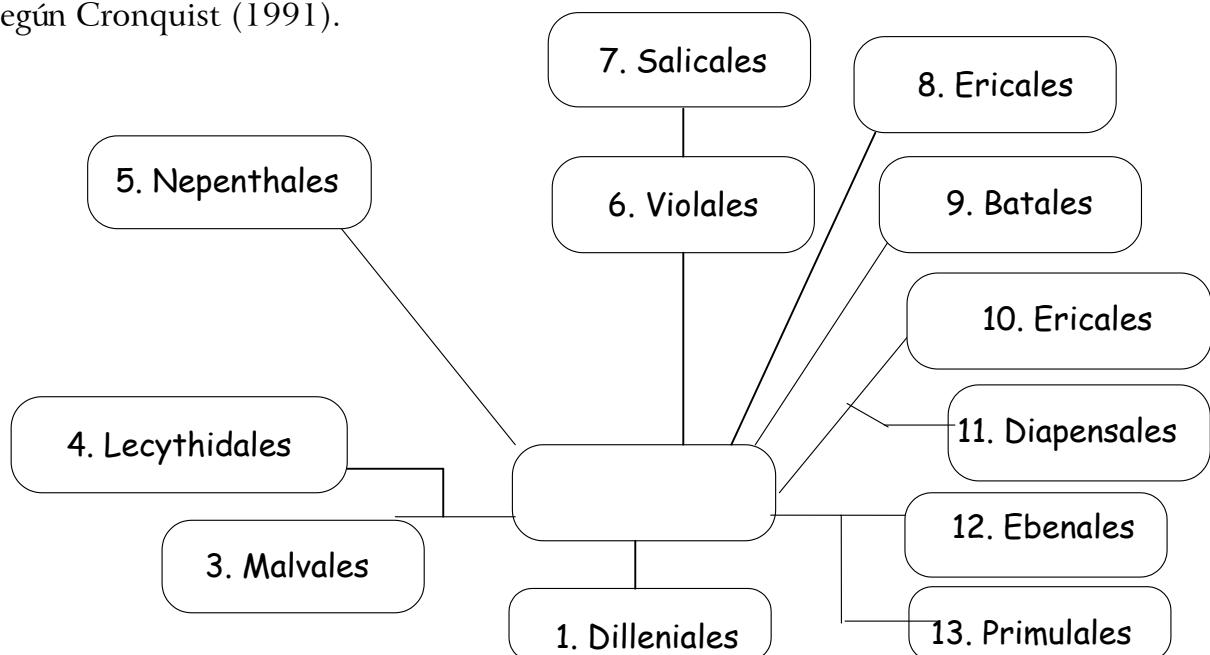 egún Cronquist (1991).
7. Salicales
8. Ericales
5. Nepenthales
6. Violales
9. Batales
10. Ericales
4. Lecythidales
11. Diapensales
12. Ebenales
3. Malvales
1. Dilleniales
13. Primulales